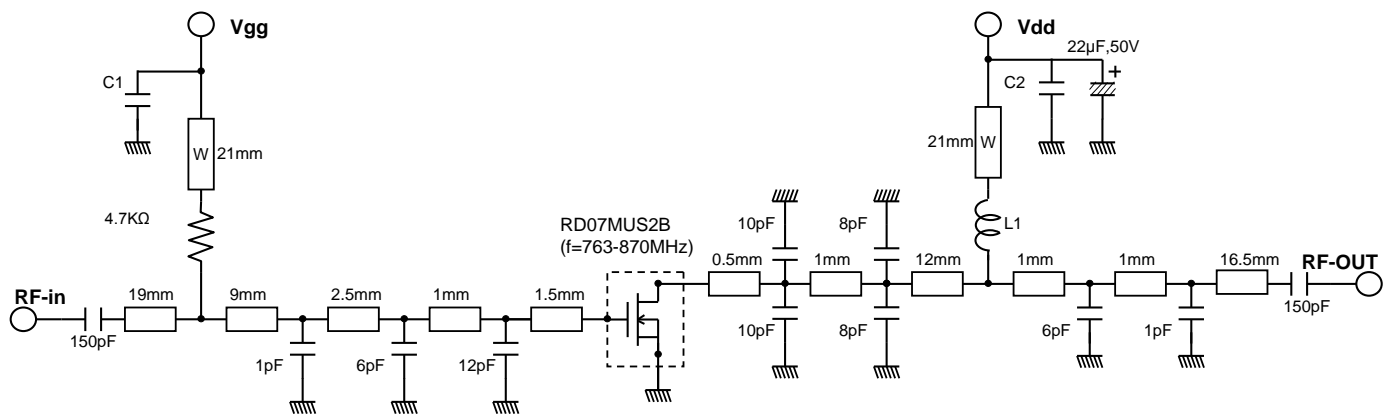 Vgg
Vdd
22μF,50V
+
C1
C2
W
21mm
21mm
W
4.7KΩ
RD07MUS2B
(f=763-870MHz)
10pF
8pF
L1
0.5mm
1mm
12mm
1mm
1mm
16.5mm
RF-OUT
RF-in
19mm
9mm
2.5mm
1mm
1.5mm
150pF
150pF
1pF
6pF
12pF
10pF
8pF
6pF
1pF